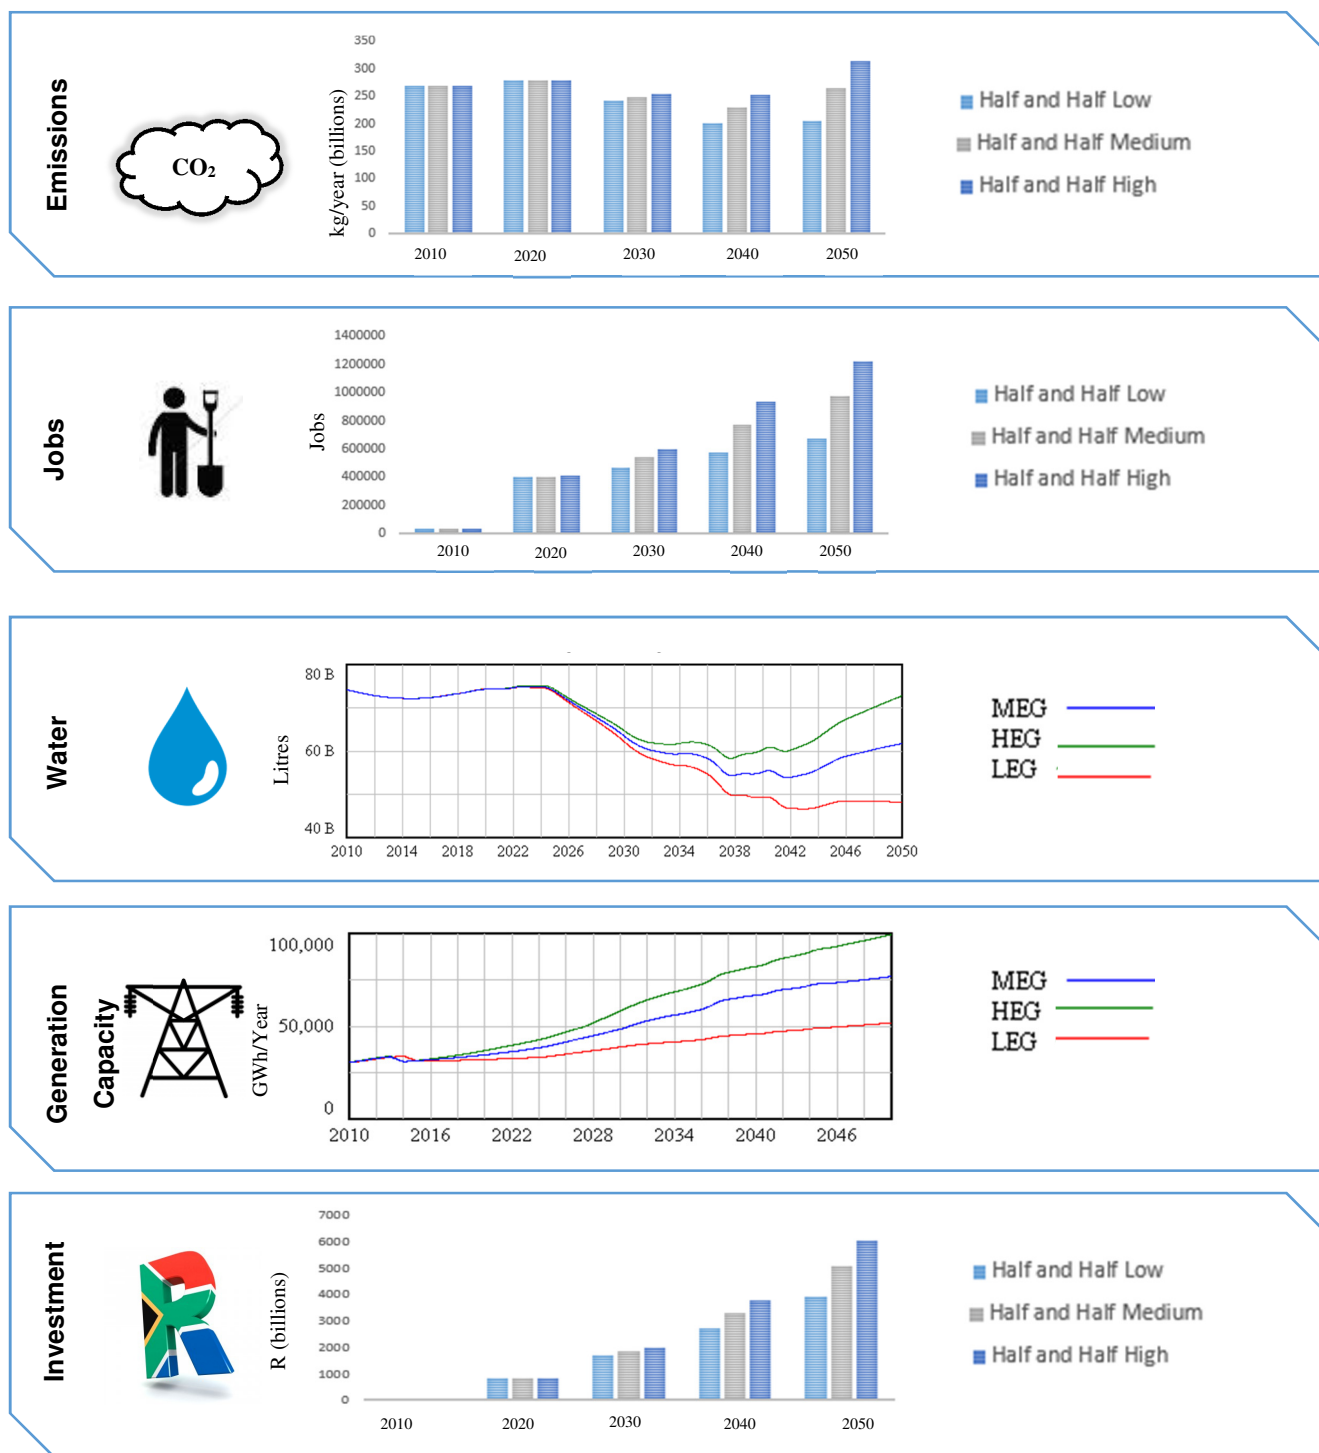 Emissions
CO₂
kg/year (billions)
350
300
250
200
150
100
50
0
2010 2020 2030 2040 2050
Half and Half Low
Half and Half Medium
Half and Half High
Jobs
Jobs
1400000
1200000
1000000
800000
600000
400000
200000
0
2010 2020 2030 2040 2050
Half and Half Low
Half and Half Medium
Half and Half High
Water
Litres
80 B
60 B
40 B
2010 2014 2018 2022 2026 2030 2034 2038 2042 2046 2050
MEG
HEG
LEG
Generation
Capacity
GWh/Year
100,000
50,000
0
2010 2016 2022 2028 2034 2040 2046
MEG
HEG
LEG
Investment
R
R (billions)
7000
6000
5000
4000
3000
2000
1000
0
2010 2020 2030 2040 2050
Half and Half Low
Half and Half Medium
Half and Half High